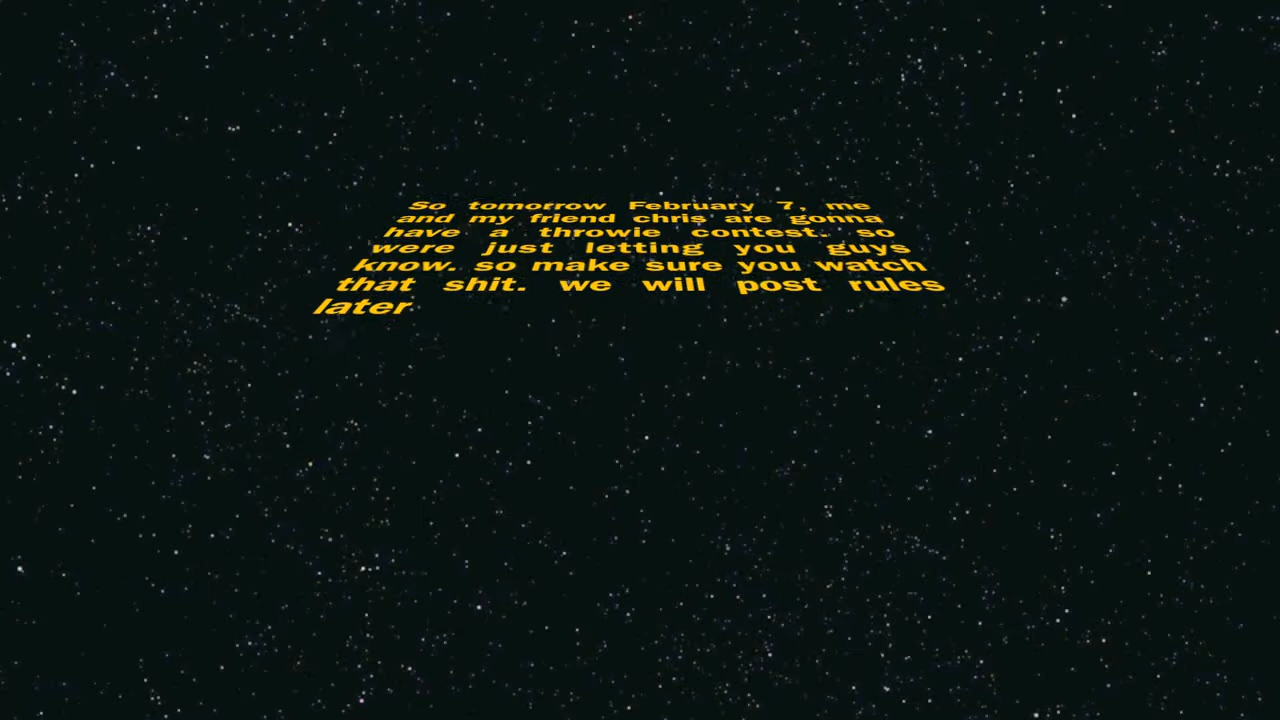 So tomorrow February 7, me
and my friend chris are gonna
have a throwie contest. so
were just letting you guys
know. so make sure you watch
that shit. we will post rules
later